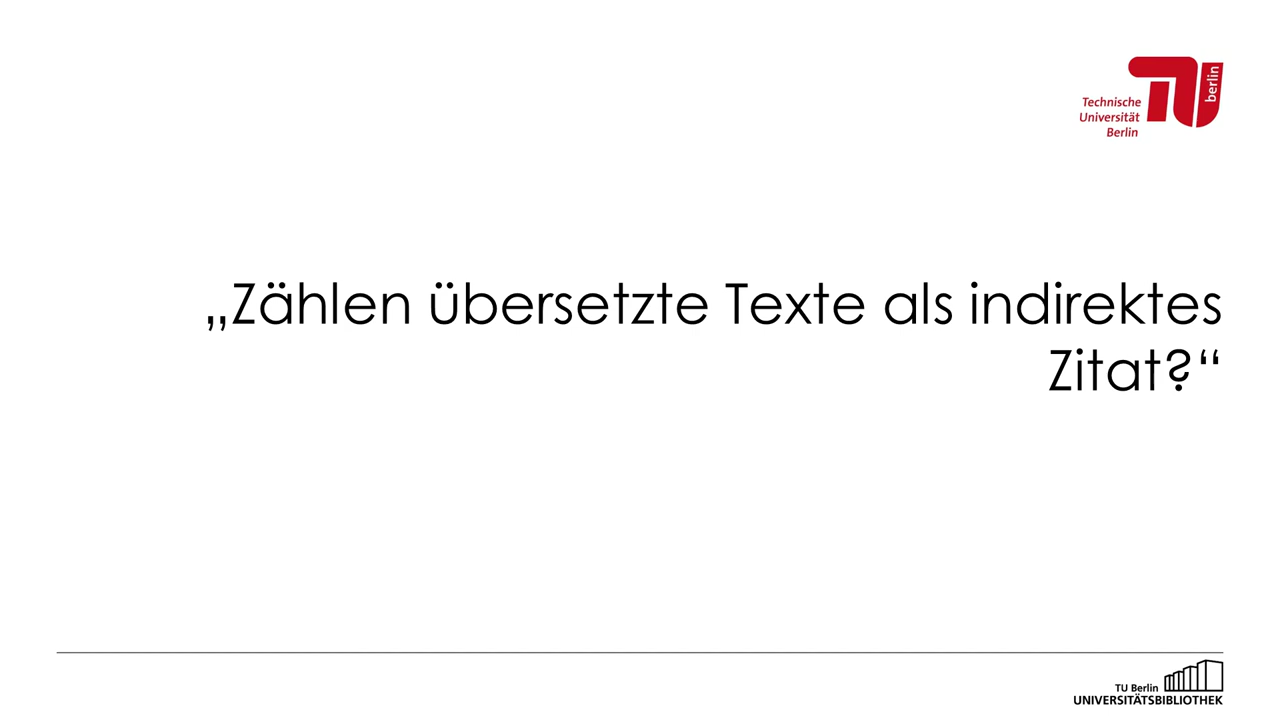 berlin
Technische
Universität
Berlin
„Zählen übersetzte Texte als indirektes
Zitat?“
TU Berlin
UNIVERSITÄTSBIBLIOTHEK